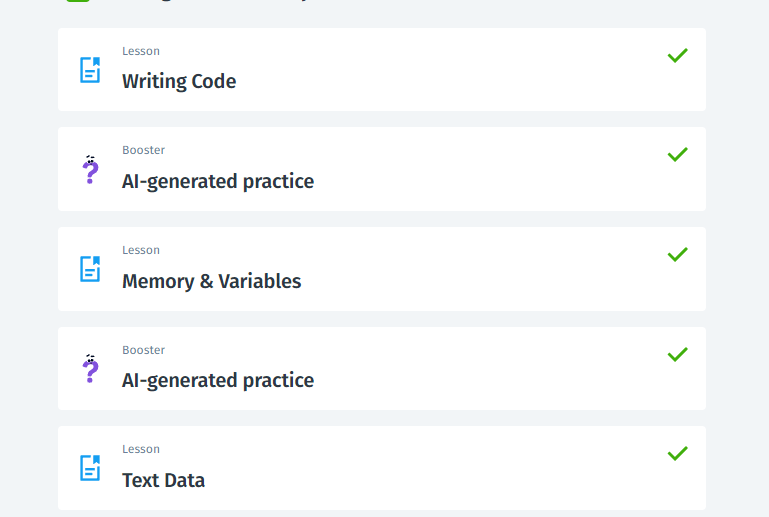 Lesson
Writing Code
Booster
AI-generated practice
Lesson
Memory & Variables
Booster
AI-generated practice
Lesson
Text Data